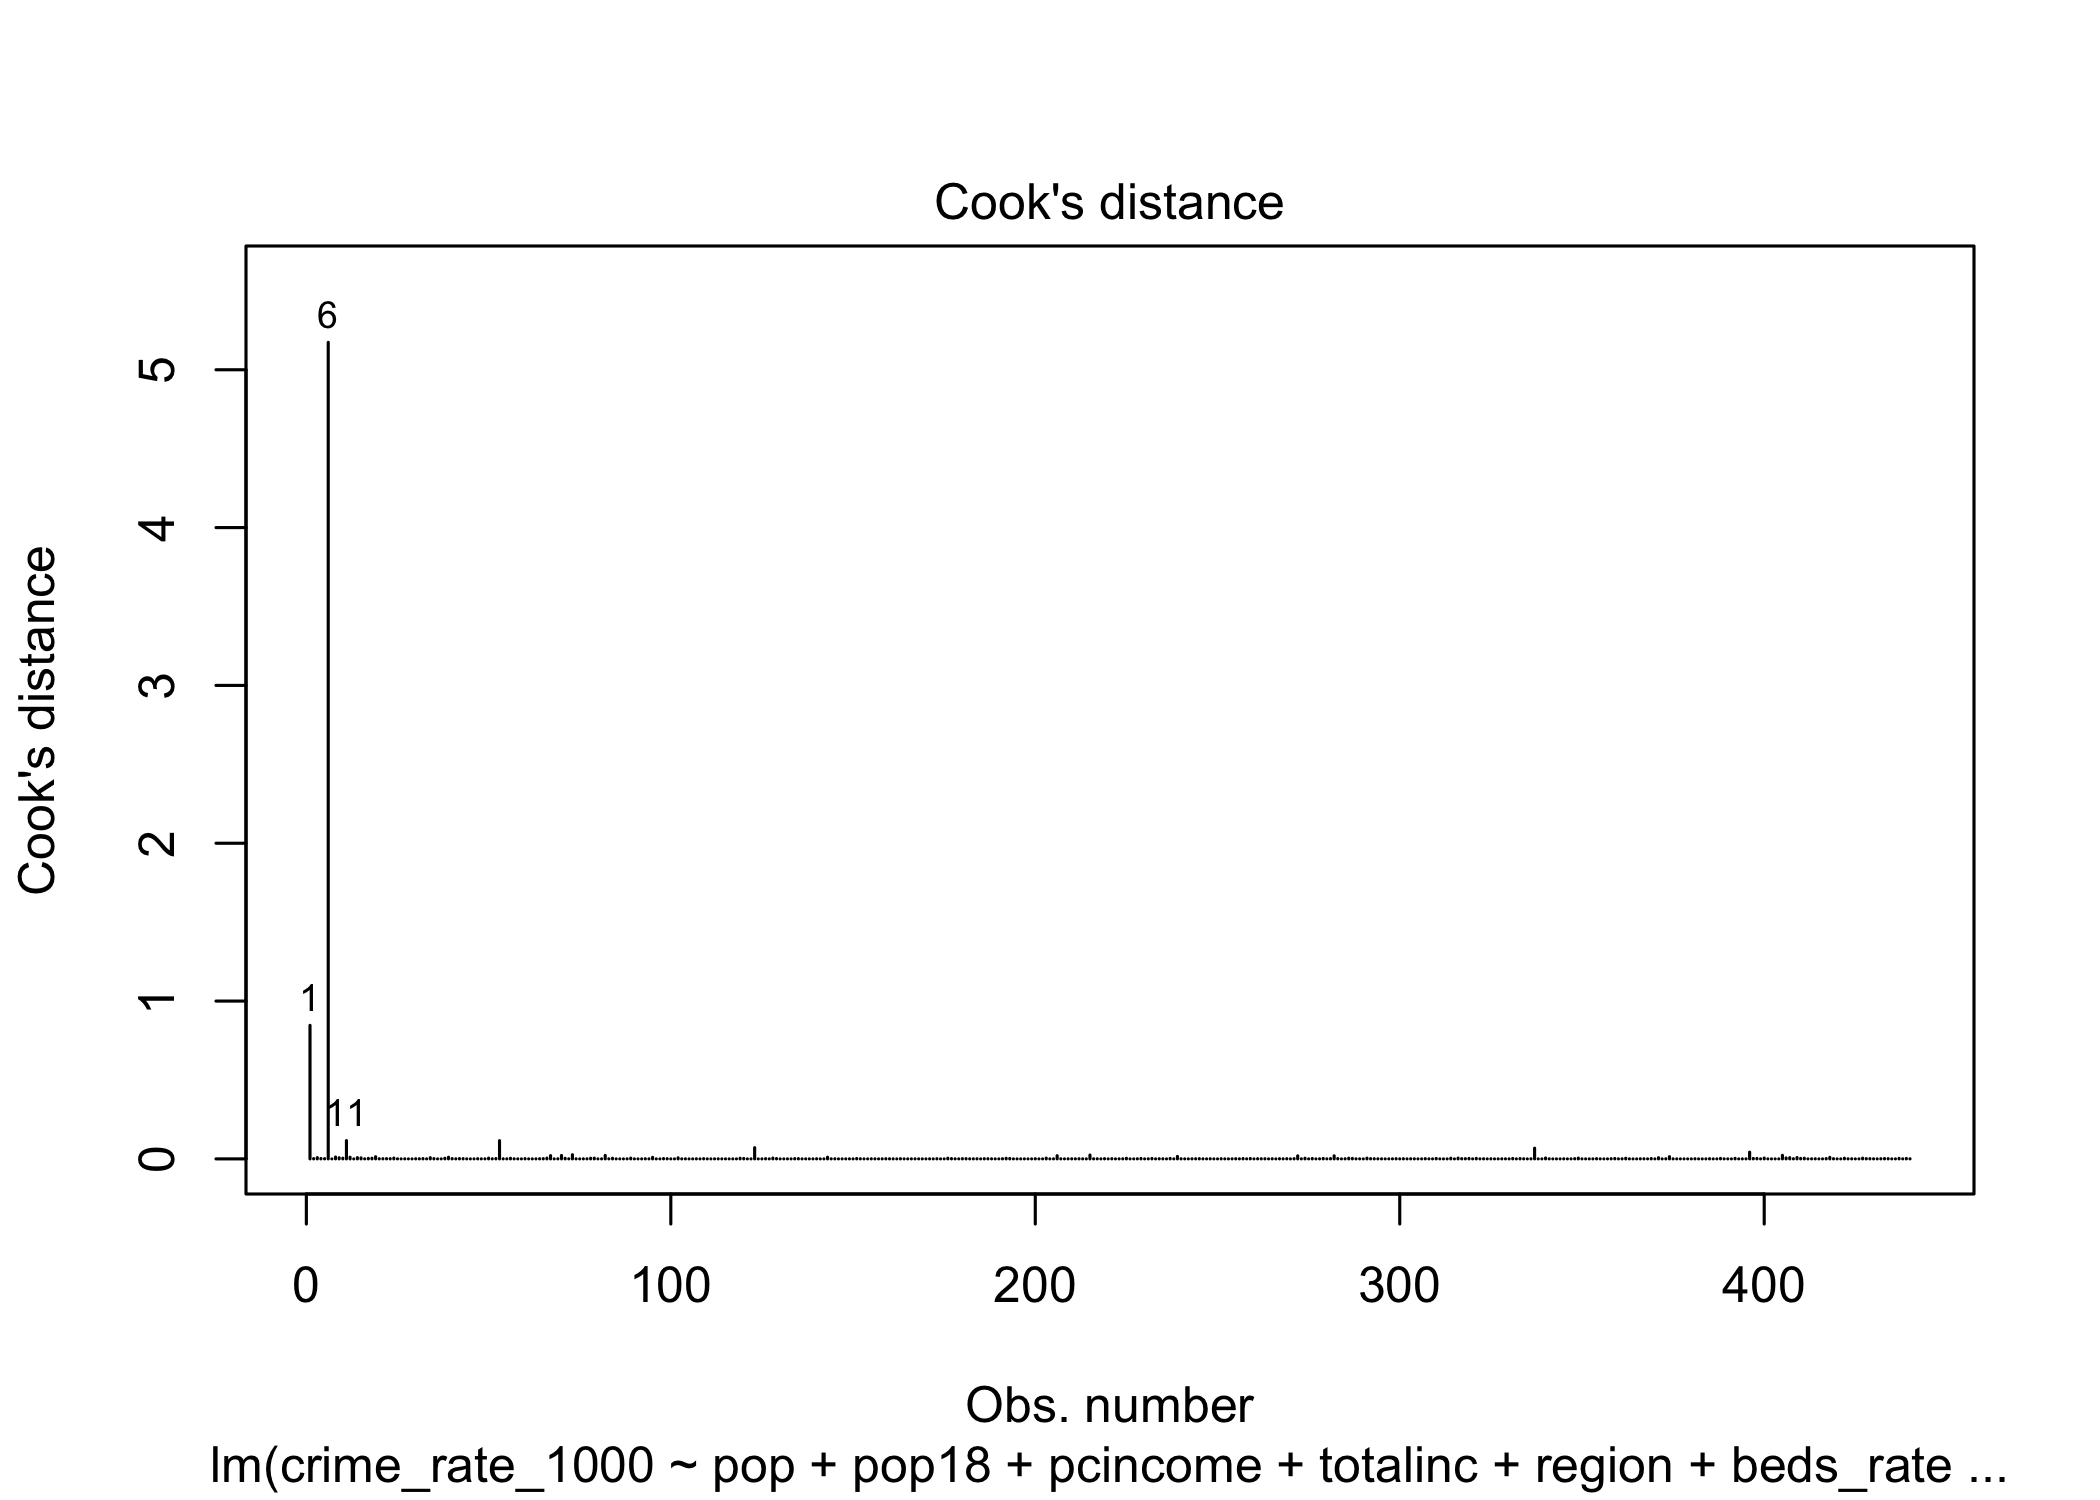 Cook's distance
Cook's distance
6
5
4
3
2
1
1
11
0
0 100 200 300 400
Obs. number
lm(crime_rate_1000 ~ pop + pop18 + pcincome + totalinc + region + beds_rate ...